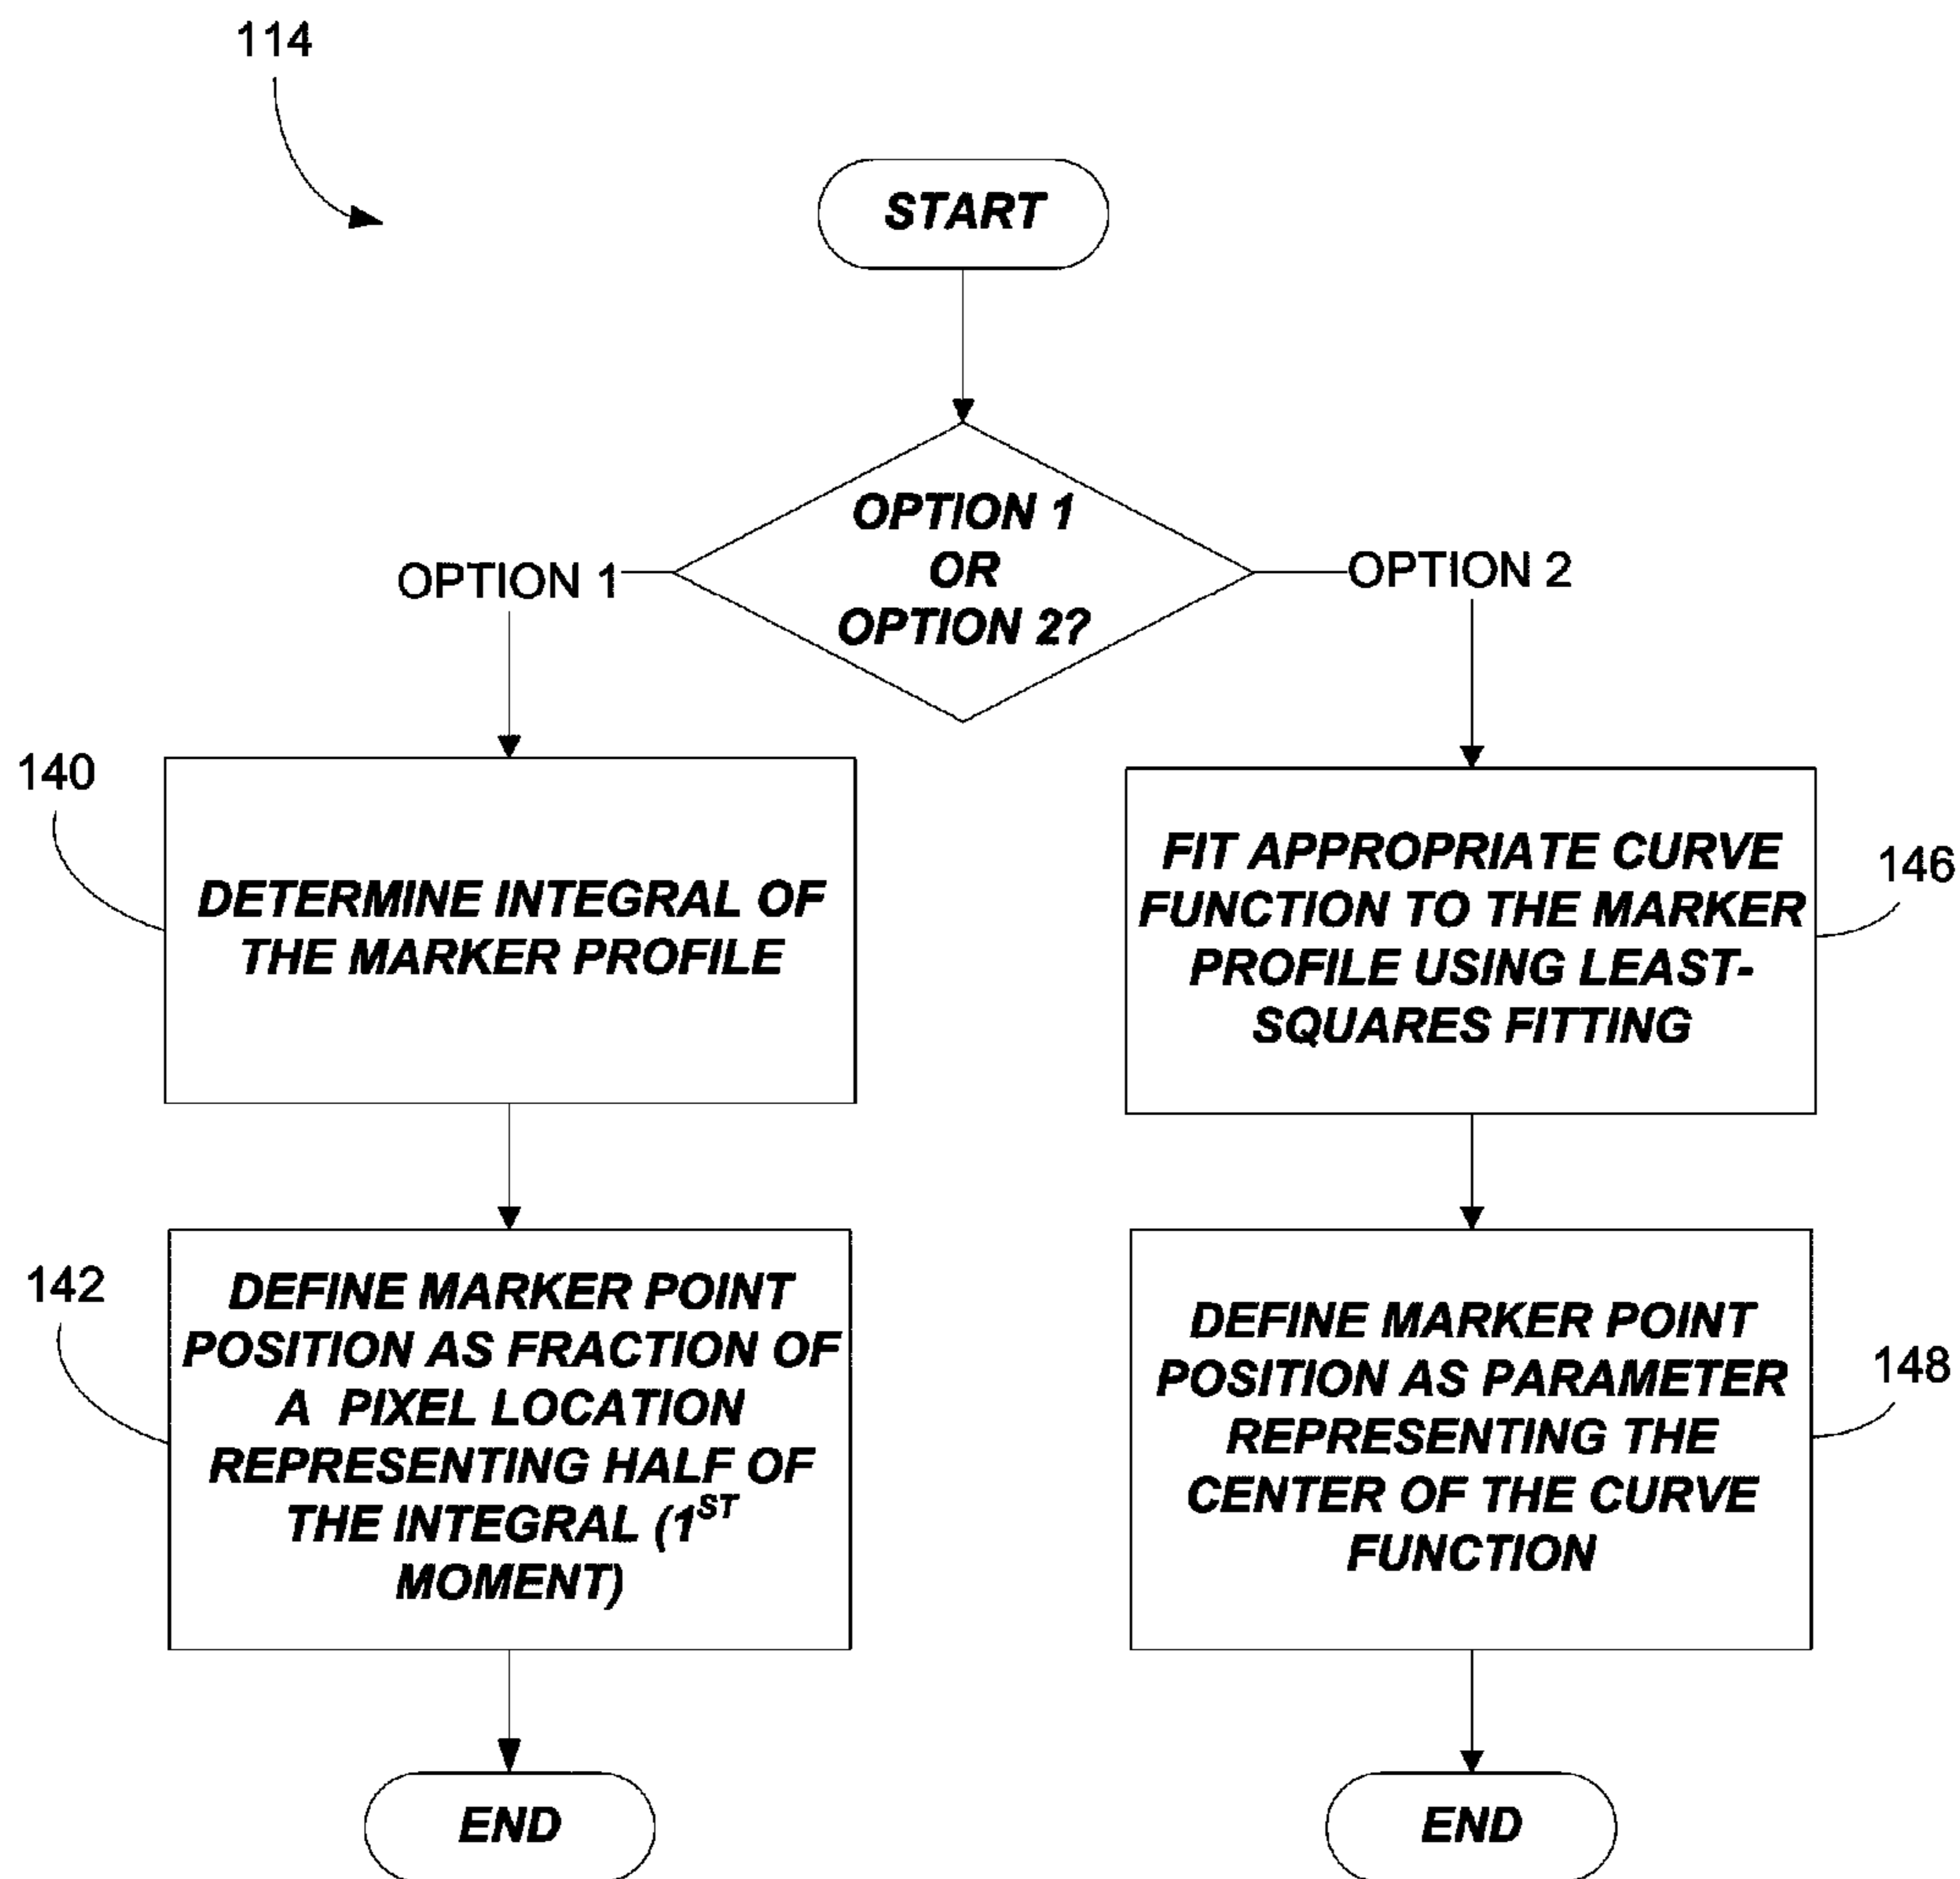 114
START
OPTION 1
OR
OPTION 2?
OPTION 1
OPTION 2
140
DETERMINE INTEGRAL OF
THE MARKER PROFILE
FIT APPROPRIATE CURVE
FUNCTION TO THE MARKER
PROFILE USING LEAST-
SQUARES FITTING
146
142
DEFINE MARKER POINT
POSITION AS FRACTION OF
A PIXEL LOCATION
REPRESENTING HALF OF
THE INTEGRAL (1ST
MOMENT)
DEFINE MARKER POINT
POSITION AS PARAMETER
REPRESENTING THE
CENTER OF THE CURVE
FUNCTION
148
END
END